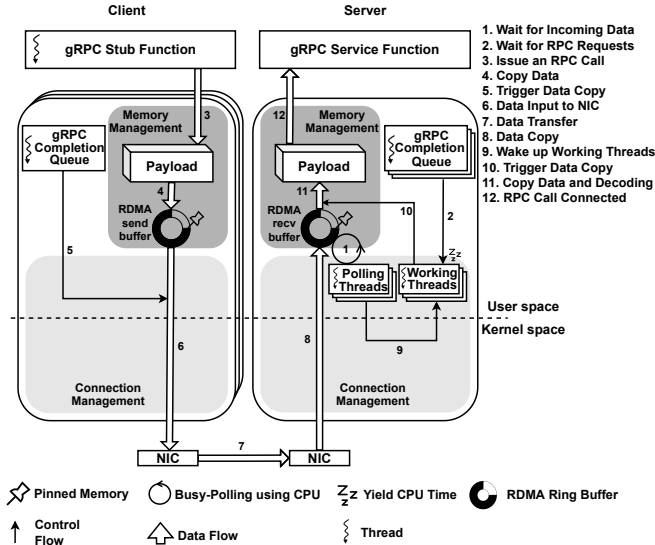 Client
Server
gRPC Stub Function
gRPC Service Function
1. Wait for Incoming Data
2. Wait for RPC Requests
3. Issue an RPC Call
4. Copy Data
5. Trigger Data Copy
6. Data Input to NIC
7. Data Transfer
8. Data Copy
9. Wake up Working Threads
10. Trigger Data Copy
11. Copy Data and Decoding
12. RPC Call Connected
3
12
gRPC
Completion
Queue
Memory
Management
Payload
4
RDMA
send
buffer
5
6
Connection
Management
NIC
7
Memory
Management
Payload
11
RDMA
recv
buffer
1
10
gRPC
Completion
Queue
2
Zzz
Polling
Threads
Working
Threads
9
8
Connection
Management
NIC
User space
Kernel space
Pinned Memory
Busy-Polling using CPU
Zzz
Yield CPU Time
RDMA Ring Buffer
Control
Flow
Data Flow
Thread